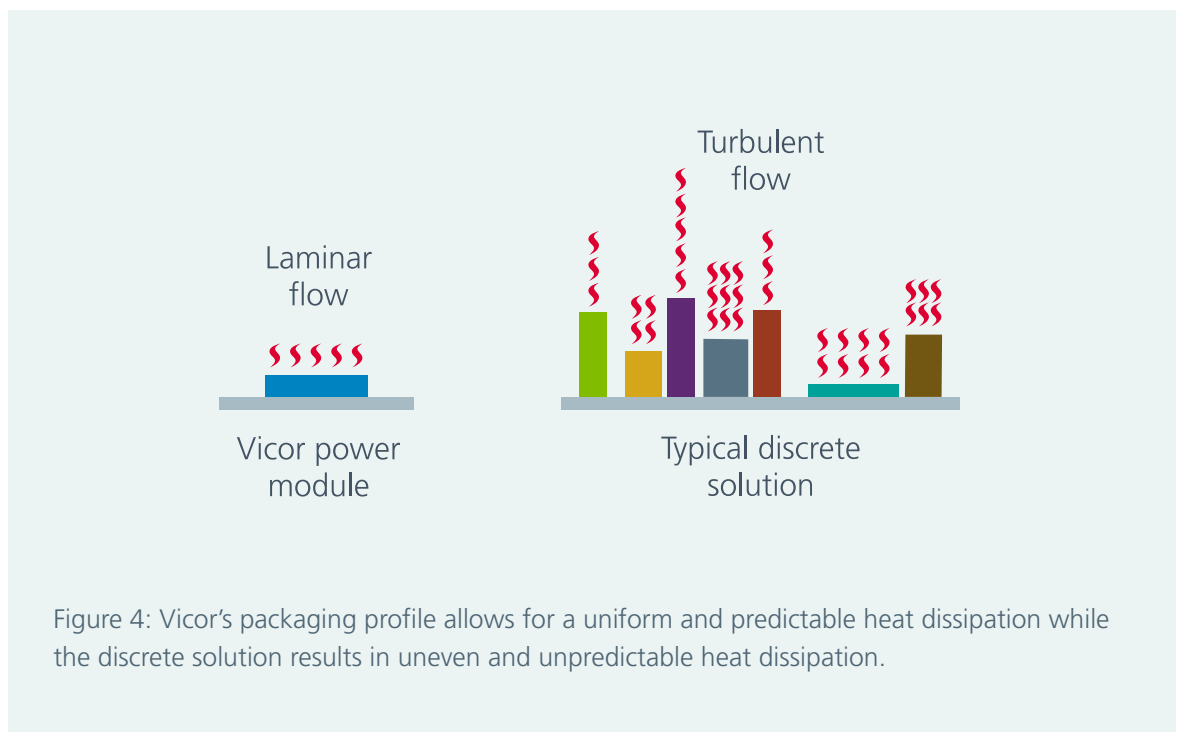 Turbulent
flow
Laminar
flow
Vicor power
module
Typical discrete
solution
Figure 4: Vicor’s packaging profile allows for a uniform and predictable heat dissipation while
the discrete solution results in uneven and unpredictable heat dissipation.